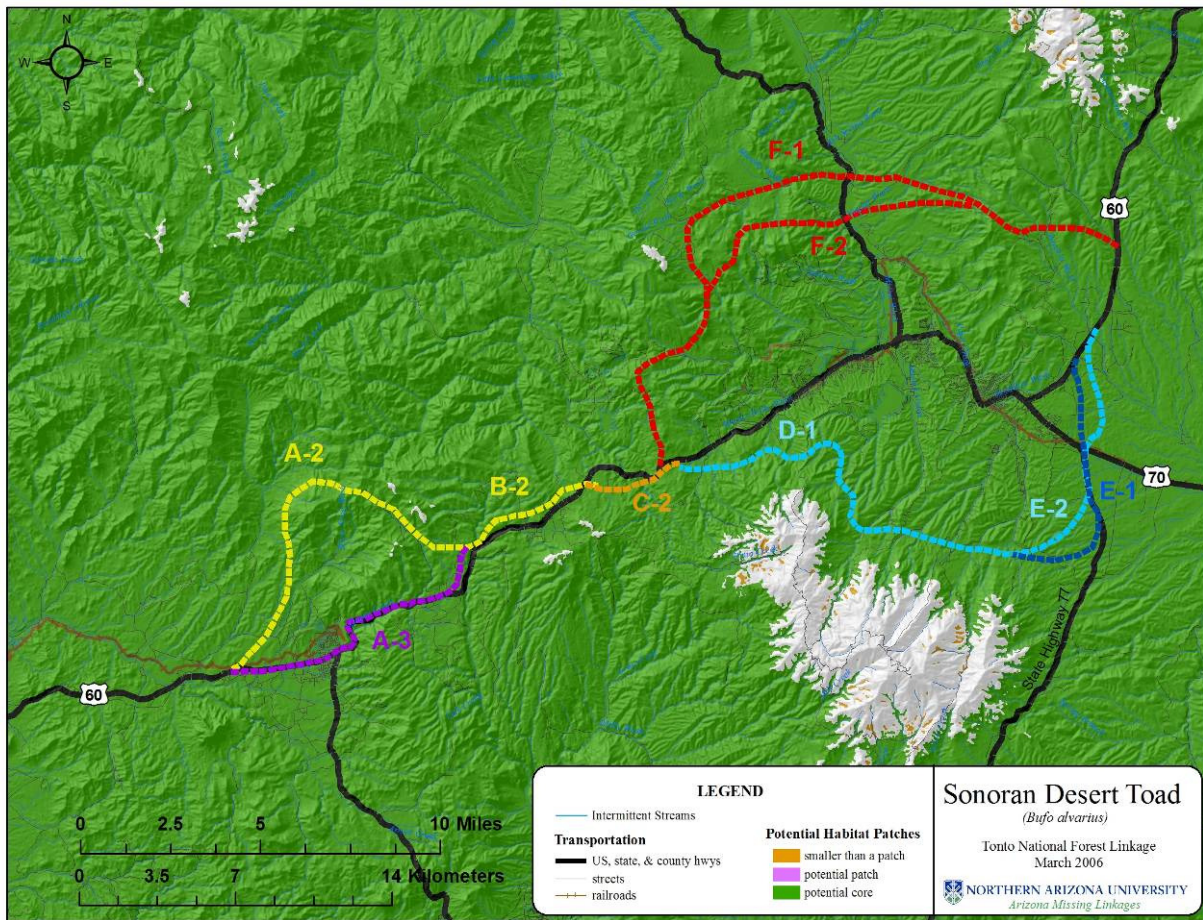 N
W E
S
F-1
60
F-2
A-2
D-1
B-2
C-2
E-1
70
E-2
A-3
State Highway 77
60
0 2.5 5 10 Miles
0 3.5 7 14 Kilometers
LEGEND
Intermittent Streams
Transportation
US, state, & county hwys
streets
railroads
Potential Habitat Patches
smaller than a patch
potential patch
potential core
Sonoran Desert Toad
(Bufo alvarius)
Tonto National Forest Linkage
March 2006
NORTHERN ARIZONA UNIVERSITY
Arizona Missing Linkages